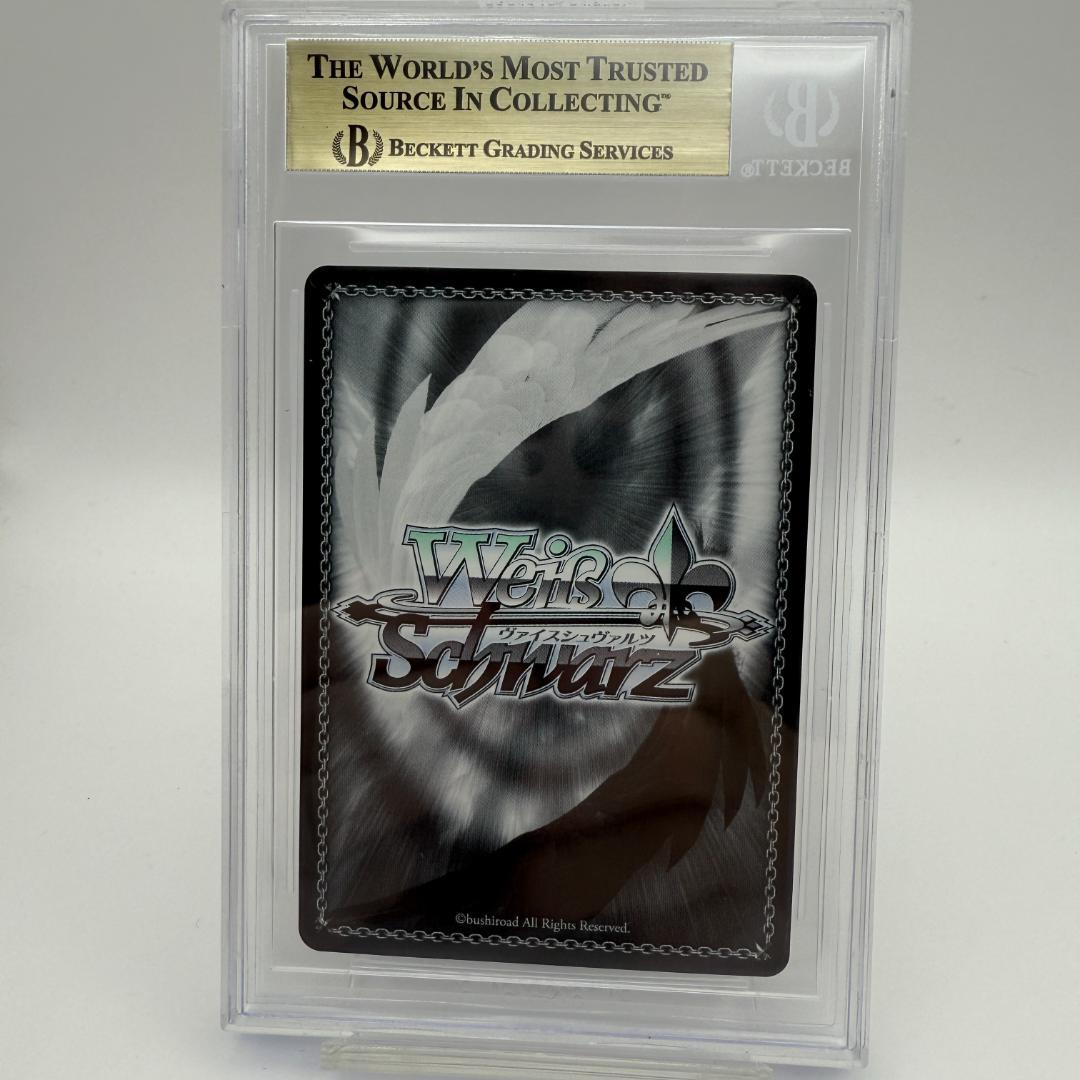 THE WORLD'S MOST TRUSTED
SOURCE IN COLLECTING™
B BECKETT GRADING SERVICES
B
BECKETT®
Weiß
ヴァイスシュヴァルツ
Schwarz
©bushiroad All Rights Reserved.